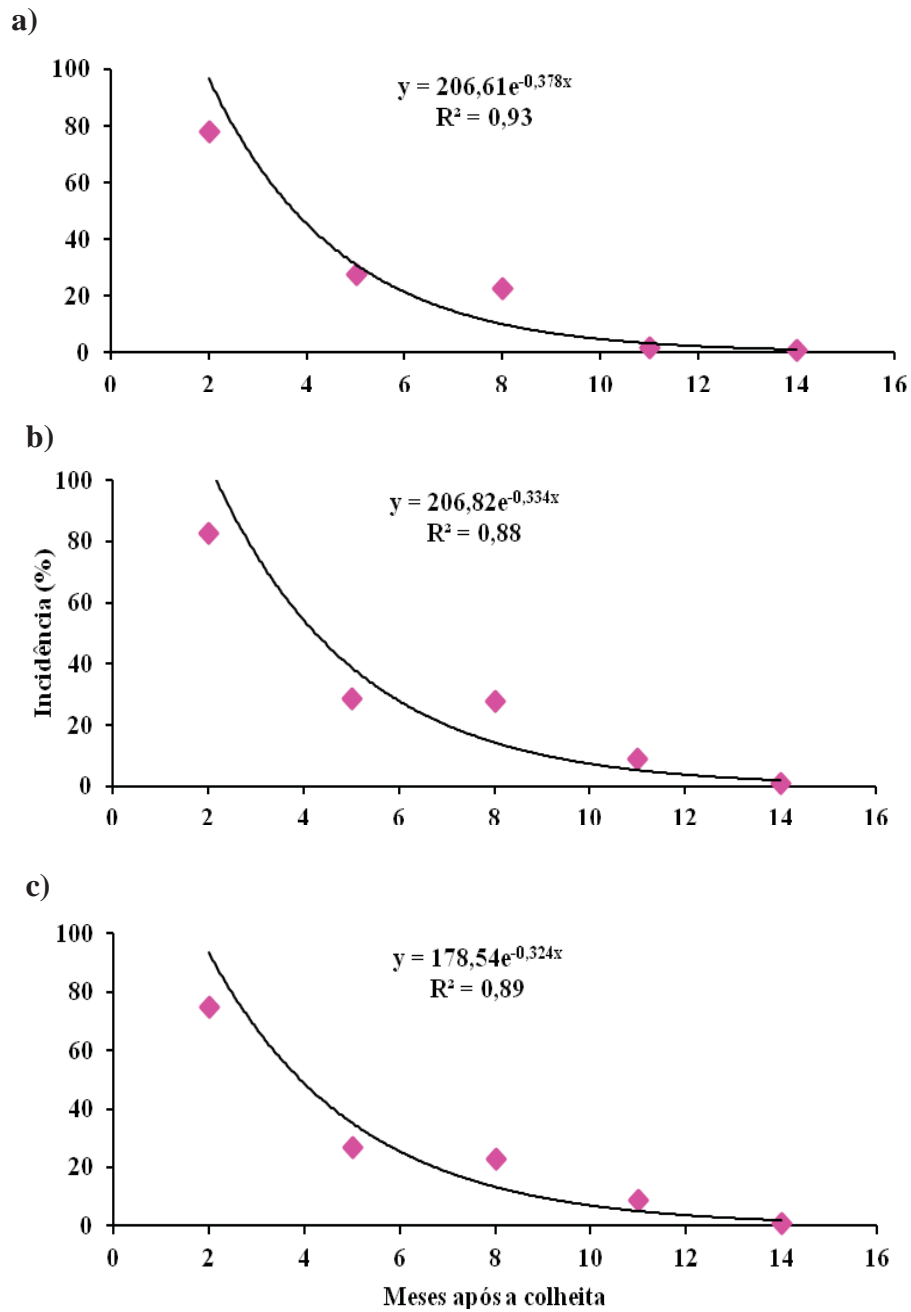 a)
y = 206,61e^-0,378x
R² = 0,93
100
80
60
40
20
0
0 2 4 6 8 10 12 14 16
b)
y = 206,82e^-0,334x
R² = 0,88
Incidência (%)
100
80
60
40
20
0
0 2 4 6 8 10 12 14 16
c)
y = 178,54e^-0,324x
R² = 0,89
100
80
60
40
20
0
0 2 4 6 8 10 12 14 16
Meses após a colheita